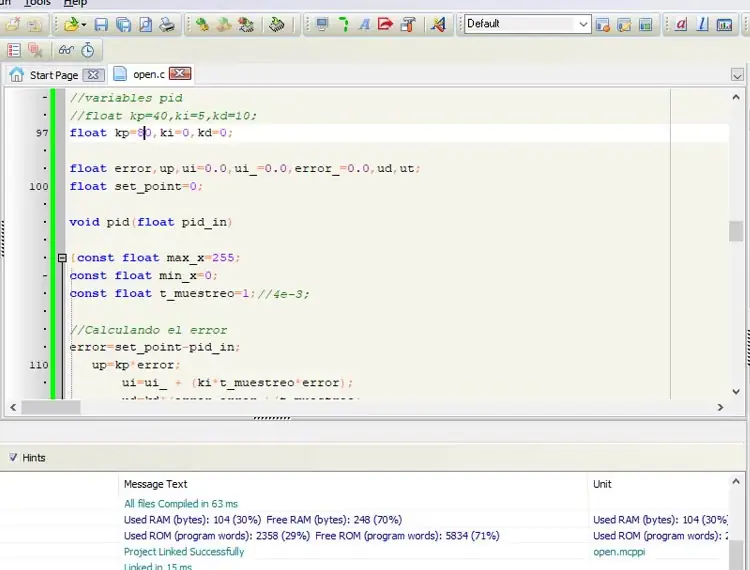 Tools Help
Default
Start Page open.c
//variables pid
//float kp=40,ki=5,kd=10;
97 float kp=80,ki=0,kd=0;
float error,up,ui=0.0,ui_=0.0,error_=0.0,ud,ut;
100 float set_point=0;
void pid(float pid_in)
{const float max_x=255;
const float min_x=0;
const float t_muestreo=1;//4e-3;
//Calculando el error
error=set_point-pid_in;
110 up=kp*error;
ui=ui_ + (ki*t_muestreo*error);
Hints
Message Text Unit
All files Compiled in 63 ms
Used RAM (bytes): 104 (30%) Free RAM (bytes): 248 (70%) Used RAM (bytes): 104 (30%)
Used ROM (program words): 2358 (29%) Free ROM (program words): 5834 (71%) Used ROM (program words): 2
Project Linked Successfully open.mcppi
Linked in 15 ms